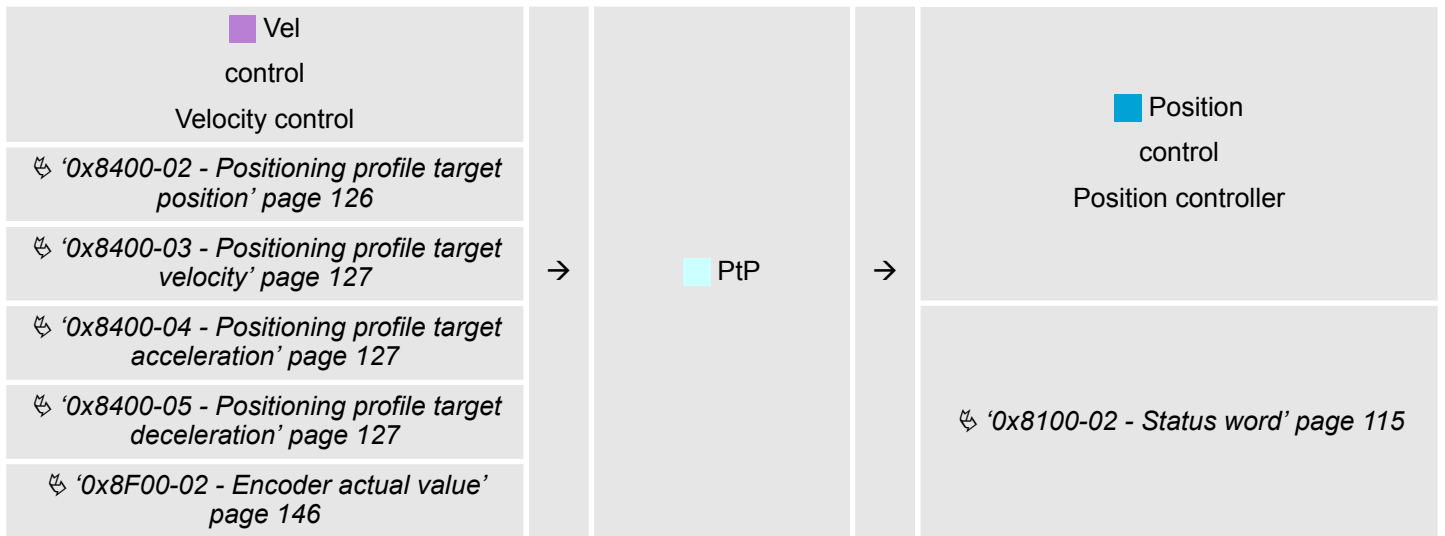 Vel
control
Velocity control
↳ '0x8400-02 - Positioning profile target
position' page 126
↳ '0x8400-03 - Positioning profile target
velocity' page 127
↳ '0x8400-04 - Positioning profile target
acceleration' page 127
↳ '0x8400-05 - Positioning profile target
deceleration' page 127
↳ '0x8F00-02 - Encoder actual value'
page 146
→
PtP
→
Position
control
Position controller
↳ '0x8100-02 - Status word' page 115